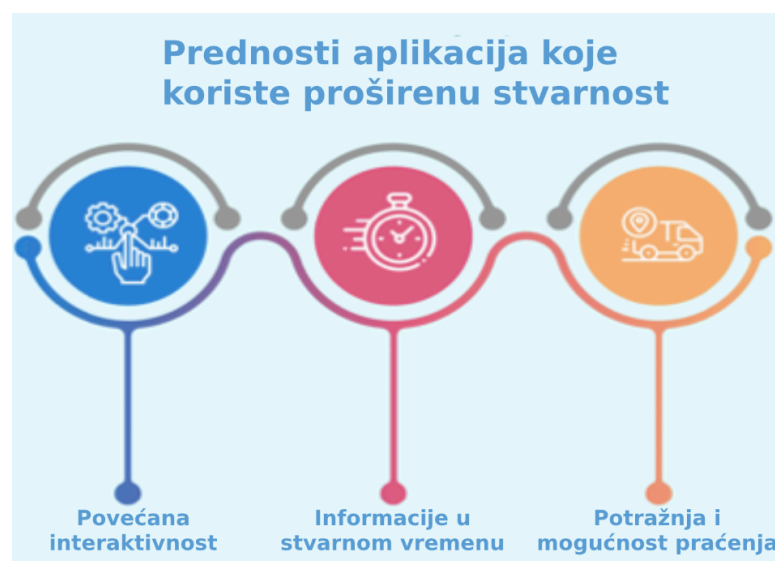 Prednosti aplikacija koje
koriste proširenu stvarnost
Povećana
interaktivnost
Informacije u
stvarnom vremenu
Potražnja i
mogućnost praćenja